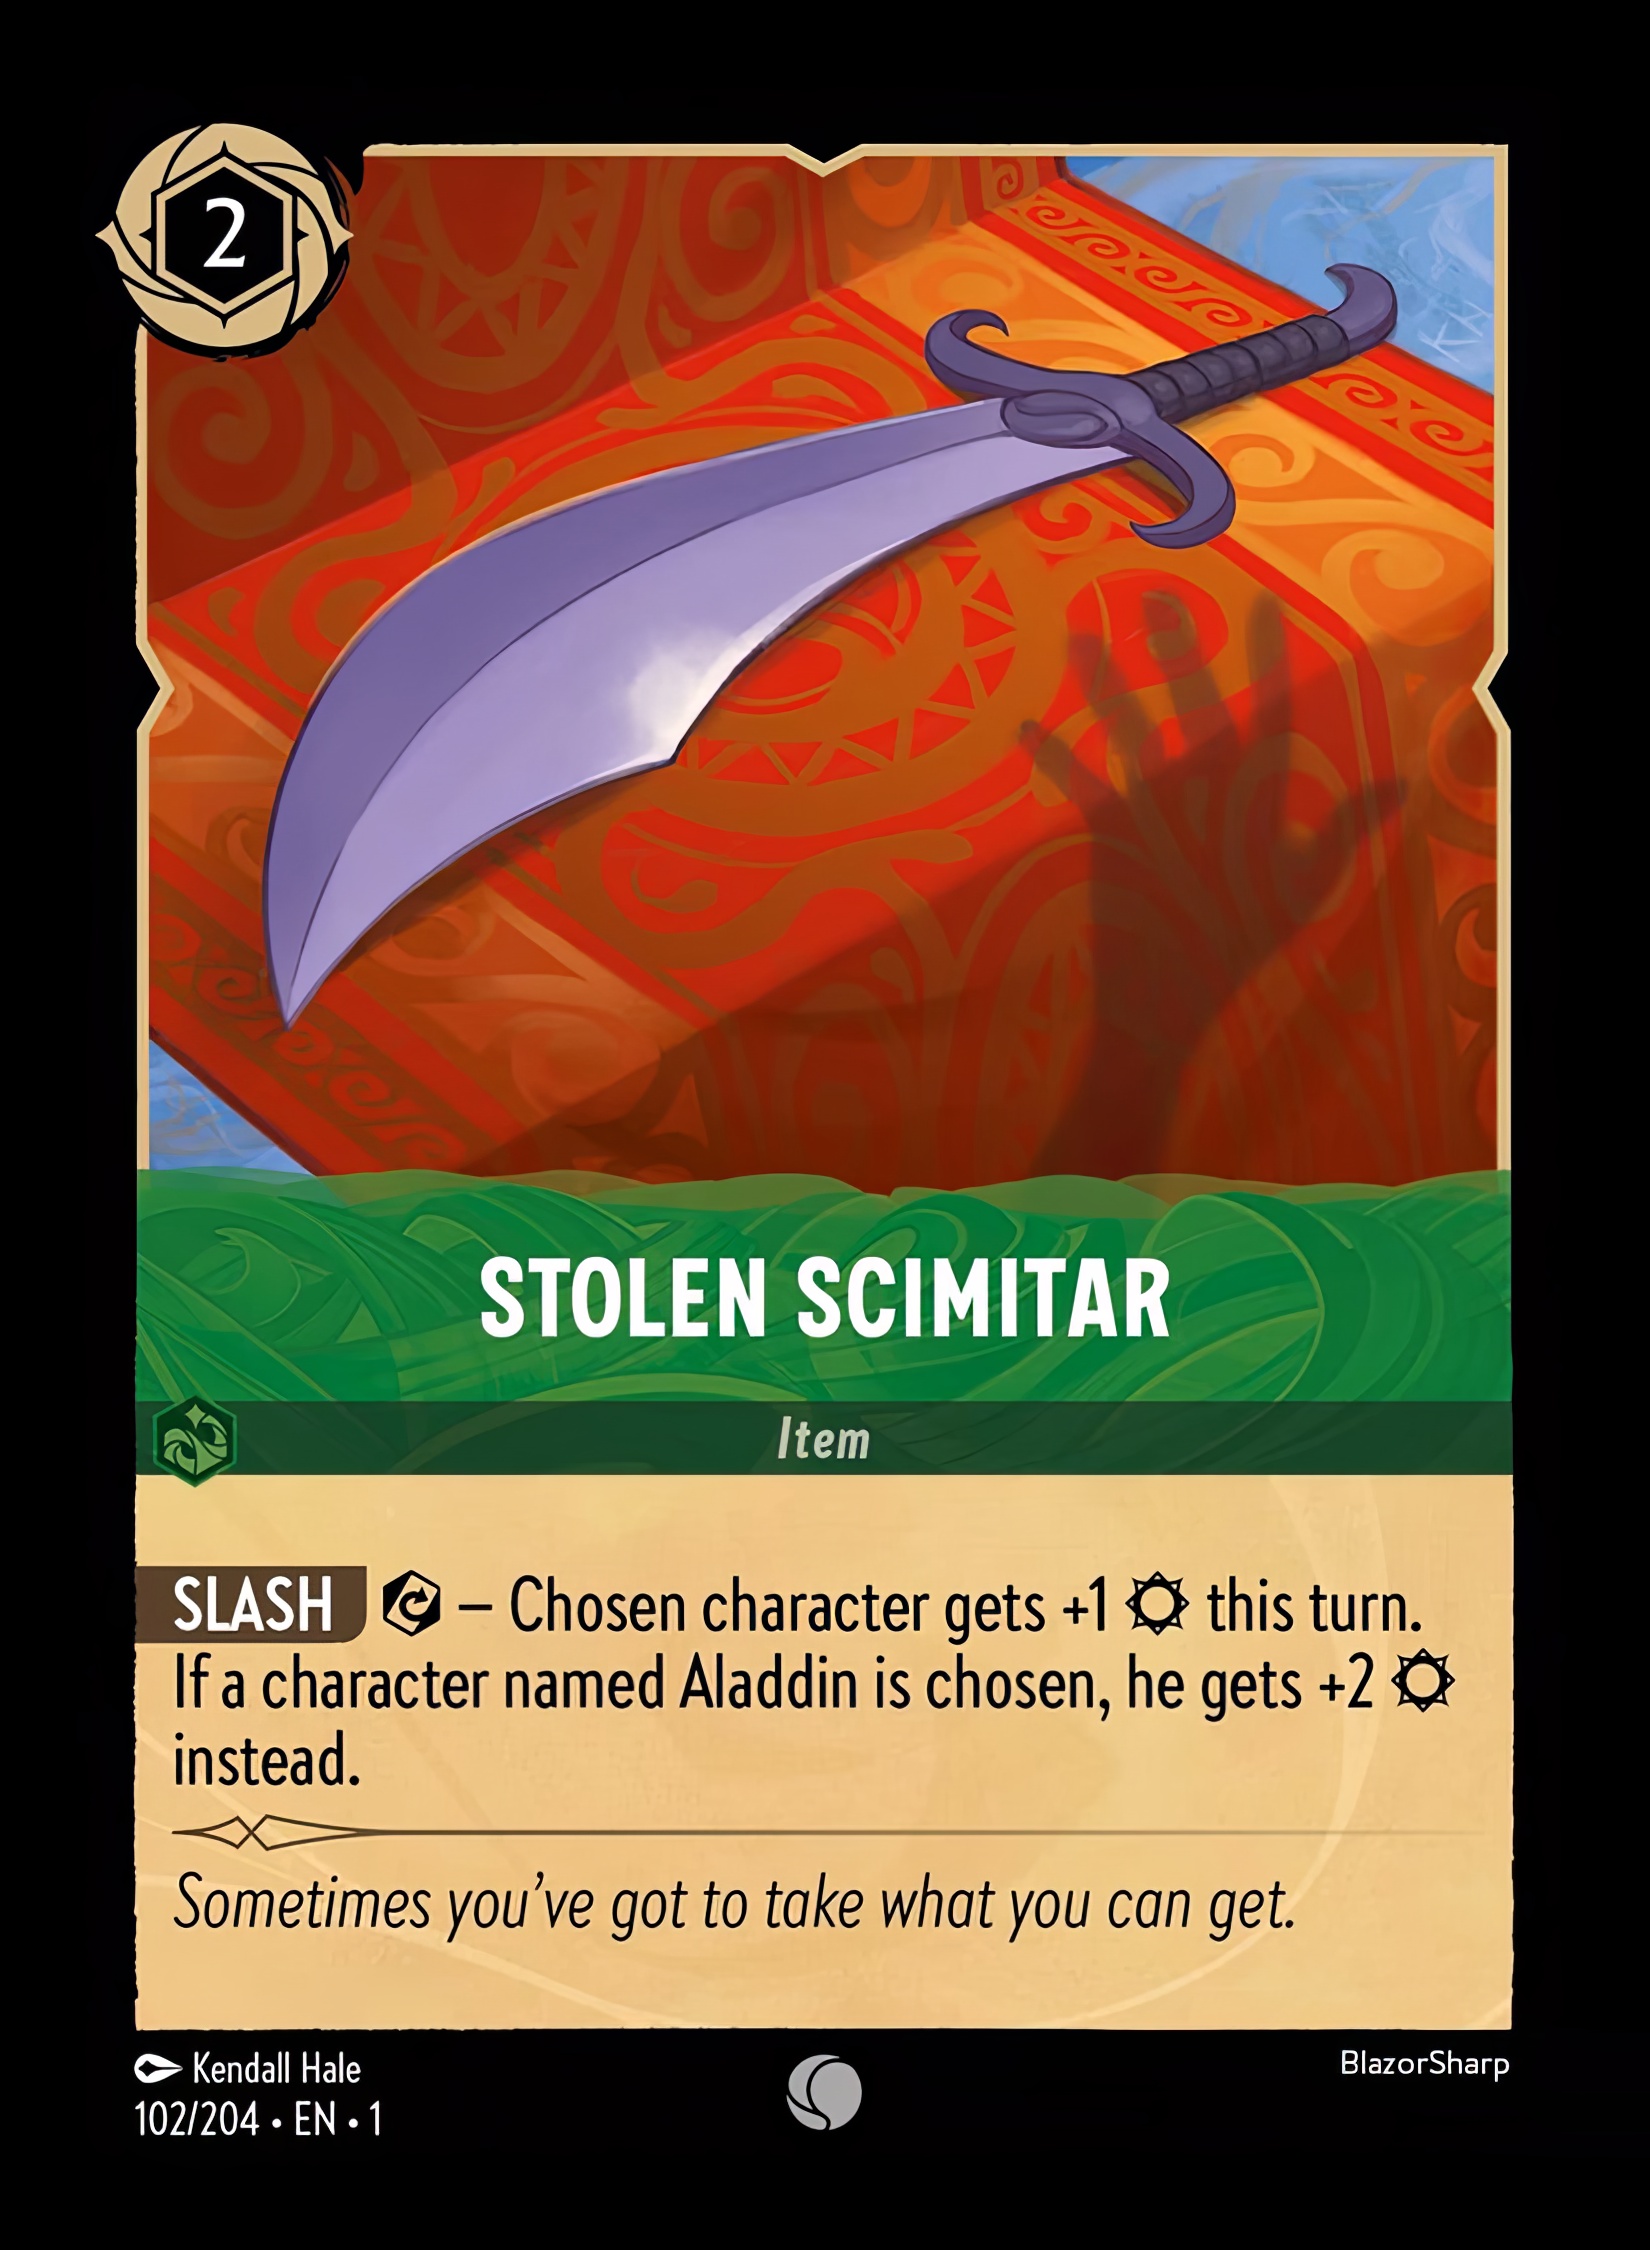 2
STOLEN SCIMITAR
Item
SLASH – Chosen character gets +1 this turn.
If a character named Aladdin is chosen, he gets +2
instead.
Sometimes you've got to take what you can get.
Kendall Hale
BlazorSharp
102/204 • EN • 1